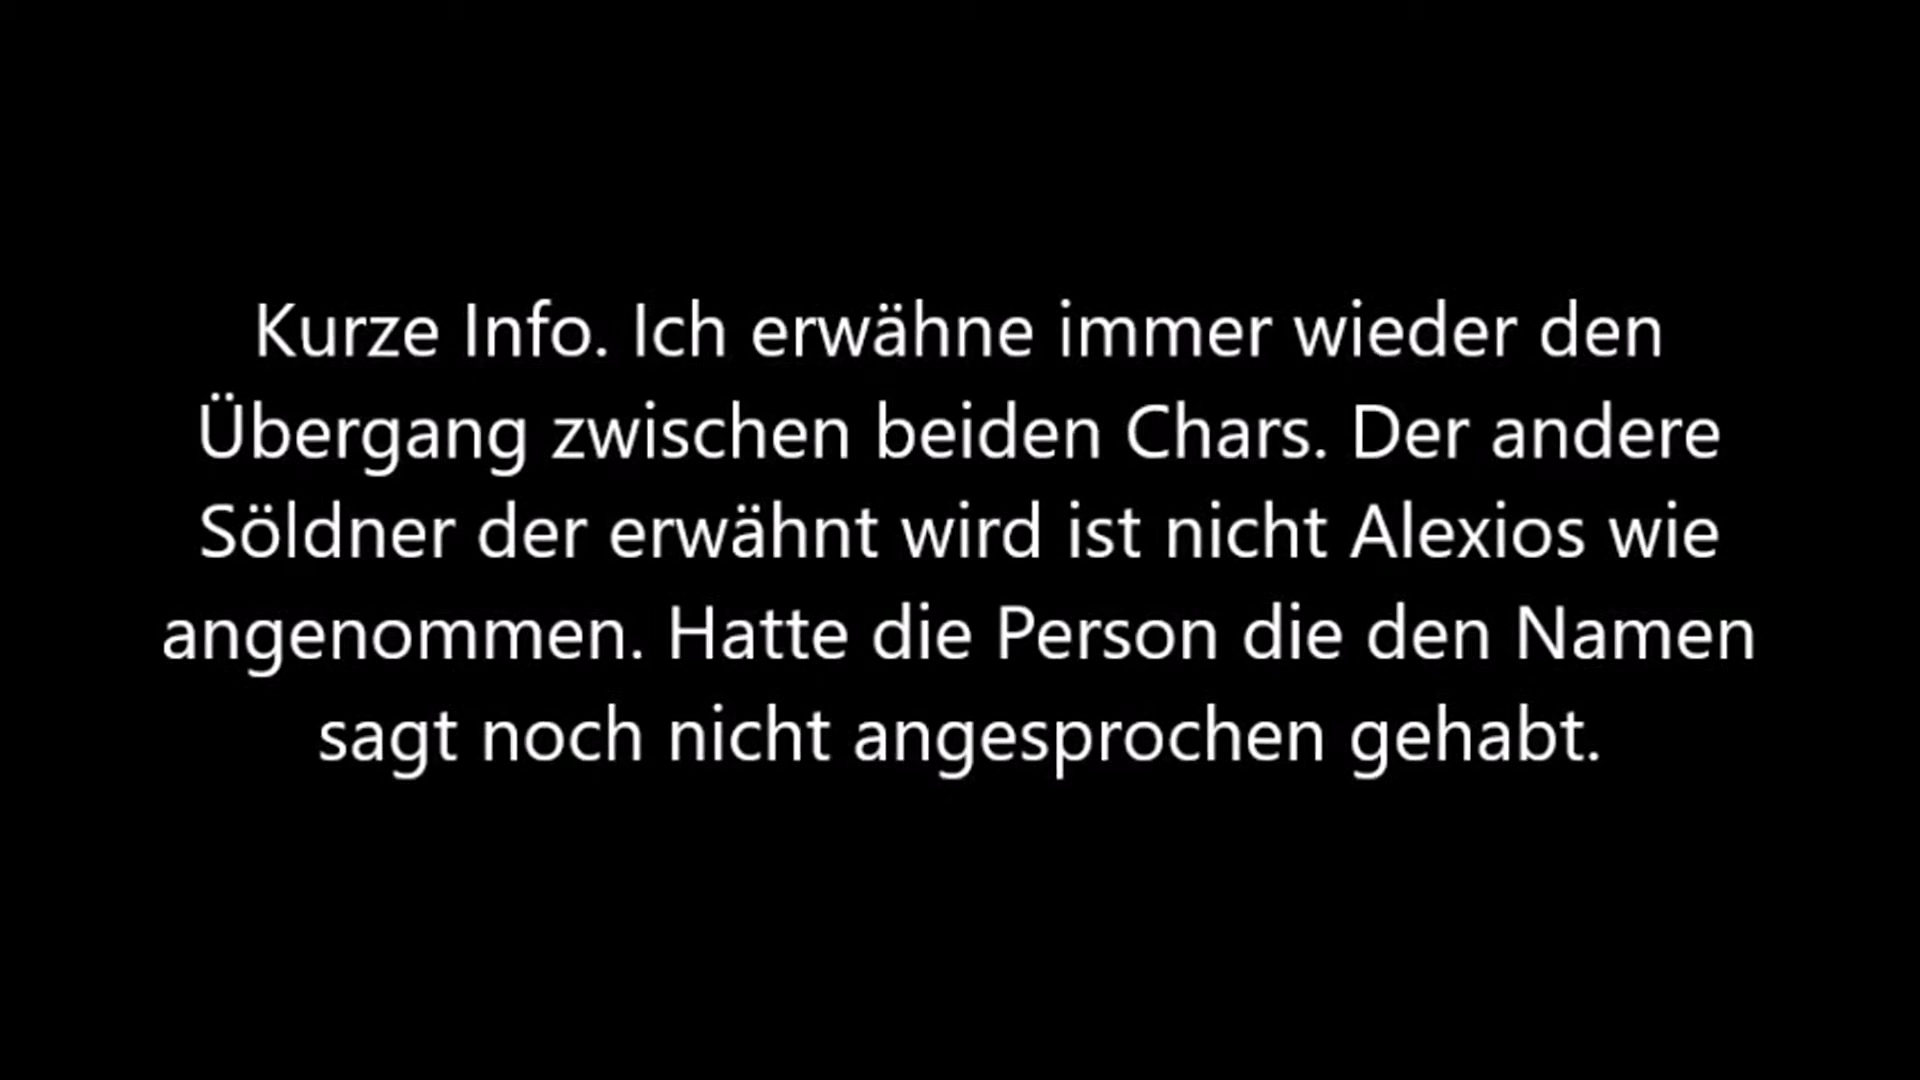 Kurze Info. Ich erwähne immer wieder den
Übergang zwischen beiden Chars. Der andere
Söldner der erwähnt wird ist nicht Alexios wie
angenommen. Hatte die Person die den Namen
sagt noch nicht angesprochen gehabt.